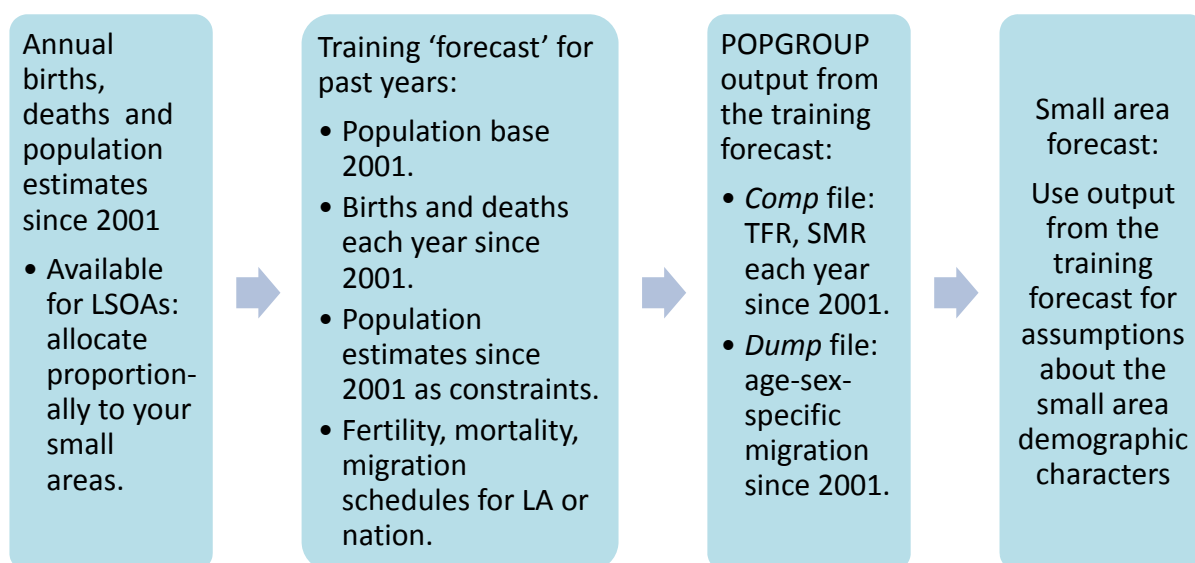 Annual
births,
deaths and
population
estimates
since 2001
• Available
for LSOAs:
allocate
proportion-
ally to your
small
areas.
Training ‘forecast’ for
past years:
• Population base
2001.
• Births and deaths
each year since
2001.
• Population
estimates since
2001 as constraints.
• Fertility, mortality,
migration
schedules for LA or
nation.
POPGROUP
output from
the training
forecast:
• Comp file:
TFR, SMR
each year
since 2001.
• Dump file:
age-sex-
specific
migration
since 2001.
Small area
forecast:
Use output
from the
training
forecast for
assumptions
about the
small area
demographic
characters